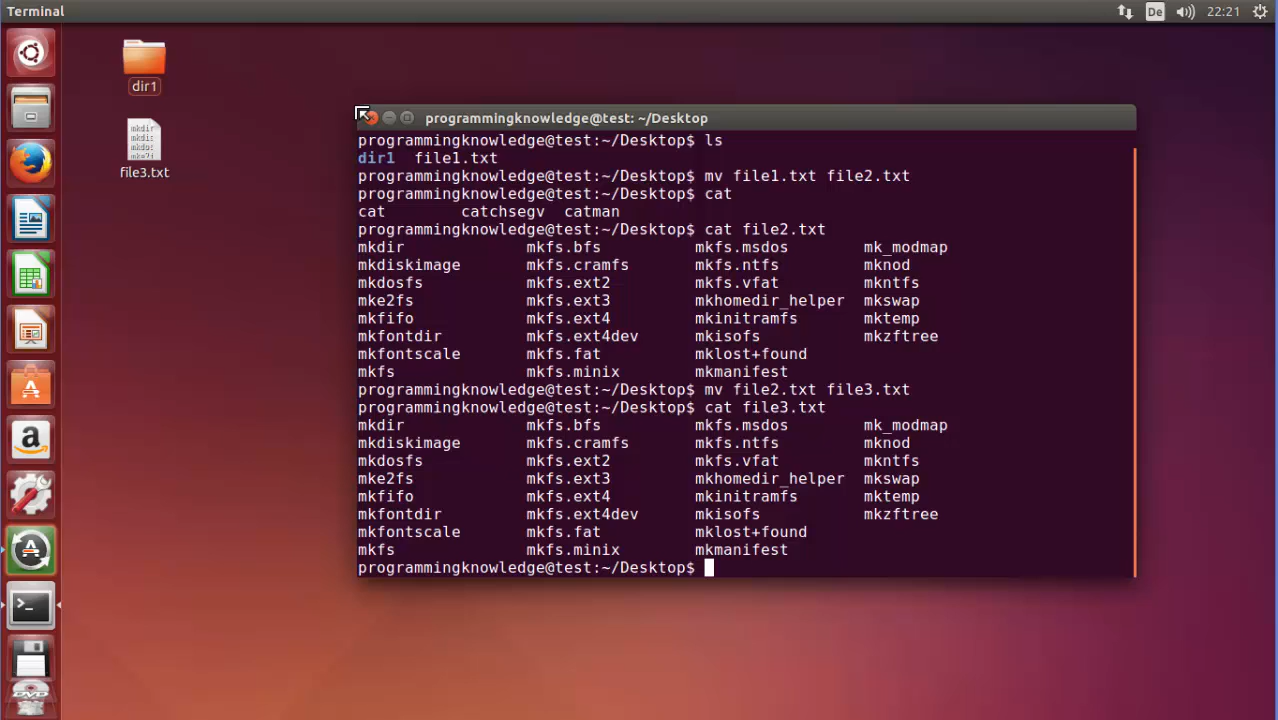 Terminal
De
22:21
dir1
file3.txt
programmingknowledge@test: ~/Desktop
programmingknowledge@test:~/Desktop$ ls
dir1  file1.txt
programmingknowledge@test:~/Desktop$ mv file1.txt file2.txt
programmingknowledge@test:~/Desktop$ cat
cat        catchsegv  catman
programmingknowledge@test:~/Desktop$ cat file2.txt
mkdir             mkfs.bfs          mkfs.msdos        mk_modmap
mkdiskimage       mkfs.cramfs       mkfs.ntfs         mknod
mkdosfs           mkfs.ext2         mkfs.vfat         mkntfs
mke2fs            mkfs.ext3         mkhomedir_helper  mkswap
mkfifo            mkfs.ext4         mkinitramfs       mktemp
mkfontdir         mkfs.ext4dev      mkisofs           mkzftree
mkfontscale       mkfs.fat          mklost+found
mkfs              mkfs.minix        mkmanifest
programmingknowledge@test:~/Desktop$ mv file2.txt file3.txt
programmingknowledge@test:~/Desktop$ cat file3.txt
mkdir             mkfs.bfs          mkfs.msdos        mk_modmap
mkdiskimage       mkfs.cramfs       mkfs.ntfs         mknod
mkdosfs           mkfs.ext2         mkfs.vfat         mkntfs
mke2fs            mkfs.ext3         mkhomedir_helper  mkswap
mkfifo            mkfs.ext4         mkinitramfs       mktemp
mkfontdir         mkfs.ext4dev      mkisofs           mkzftree
mkfontscale       mkfs.fat          mklost+found
mkfs              mkfs.minix        mkmanifest
programmingknowledge@test:~/Desktop$